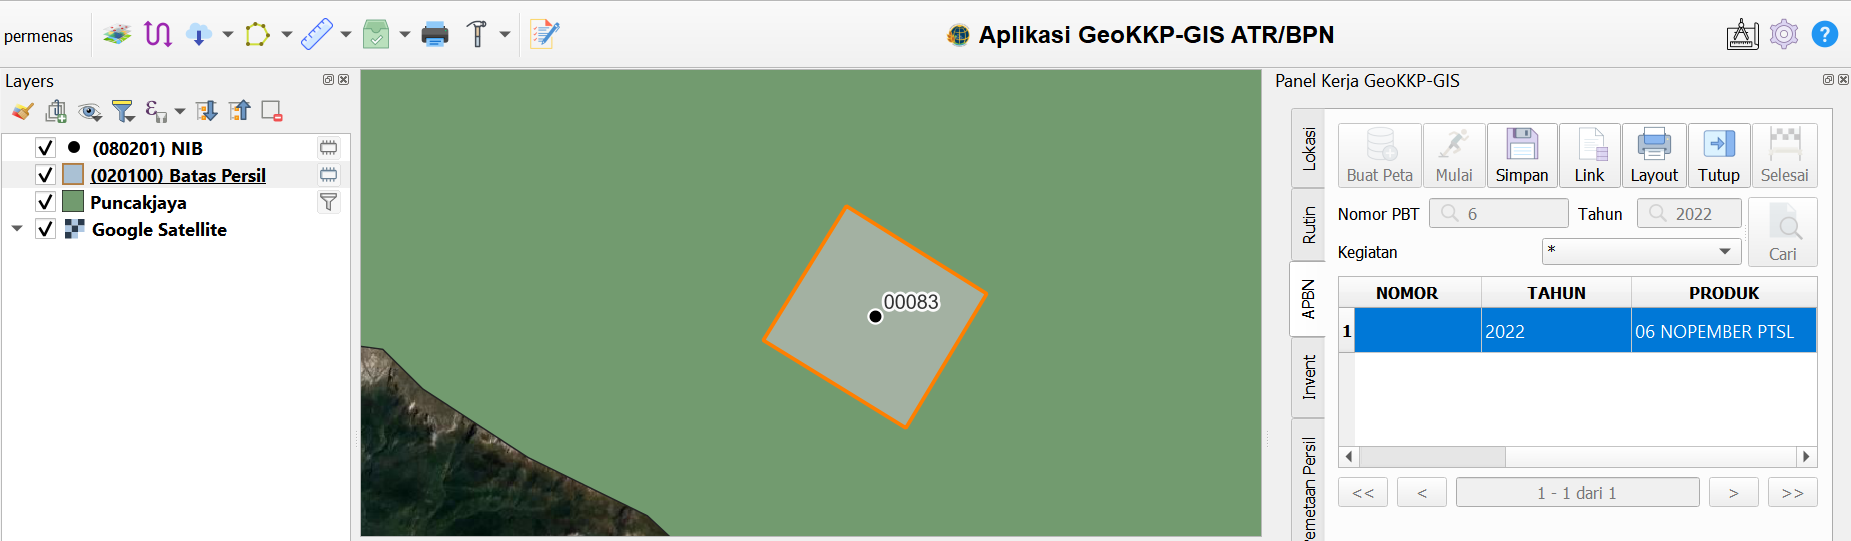 permenas
Aplikasi GeoKKP-GIS ATR/BPN
?
Layers
(080201) NIB
(020100) Batas Persil
Puncakjaya
Google Satellite
00083
Panel Kerja GeoKKP-GIS
Lokasi
Rutin
APBN
Invent
emetaan Persil
Buat Peta
Mulai
Simpan
Link
Layout
Tutup
Selesai
Nomor PBT 6 Tahun 2022
Kegiatan *
Cari
NOMOR TAHUN PRODUK
1 2022 06 NOPEMBER PTSL
<< < 1 - 1 dari 1 > >>